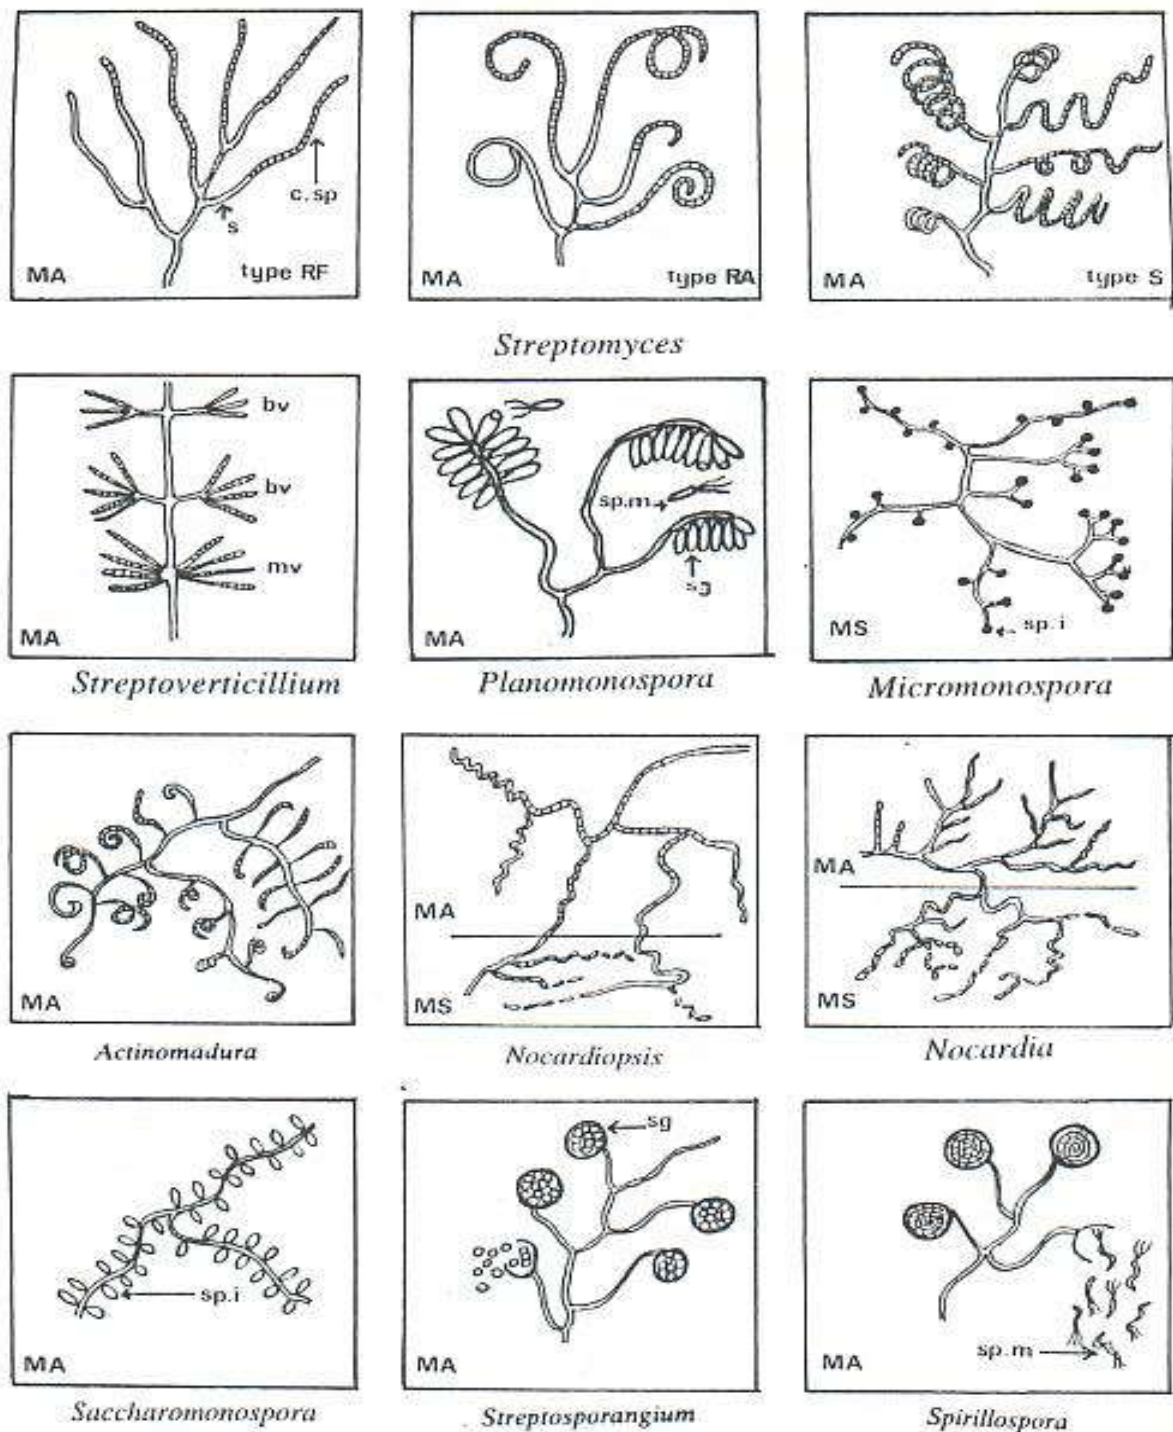 c.sp
s
MA
type RF
MA
type RA
MA
type S
Streptomyces
bv
bv
mv
MA
Streptoverticillium
sp.m
sg
MA
Planomonospora
MS
sp.i
Micromonospora
MA
Actinomadura
MA
MS
Nocardiopsis
MA
MS
Nocardia
sp.i
MA
Saccharomonospora
sg
MA
Streptosporangium
MA
sp.m
Spirillospora